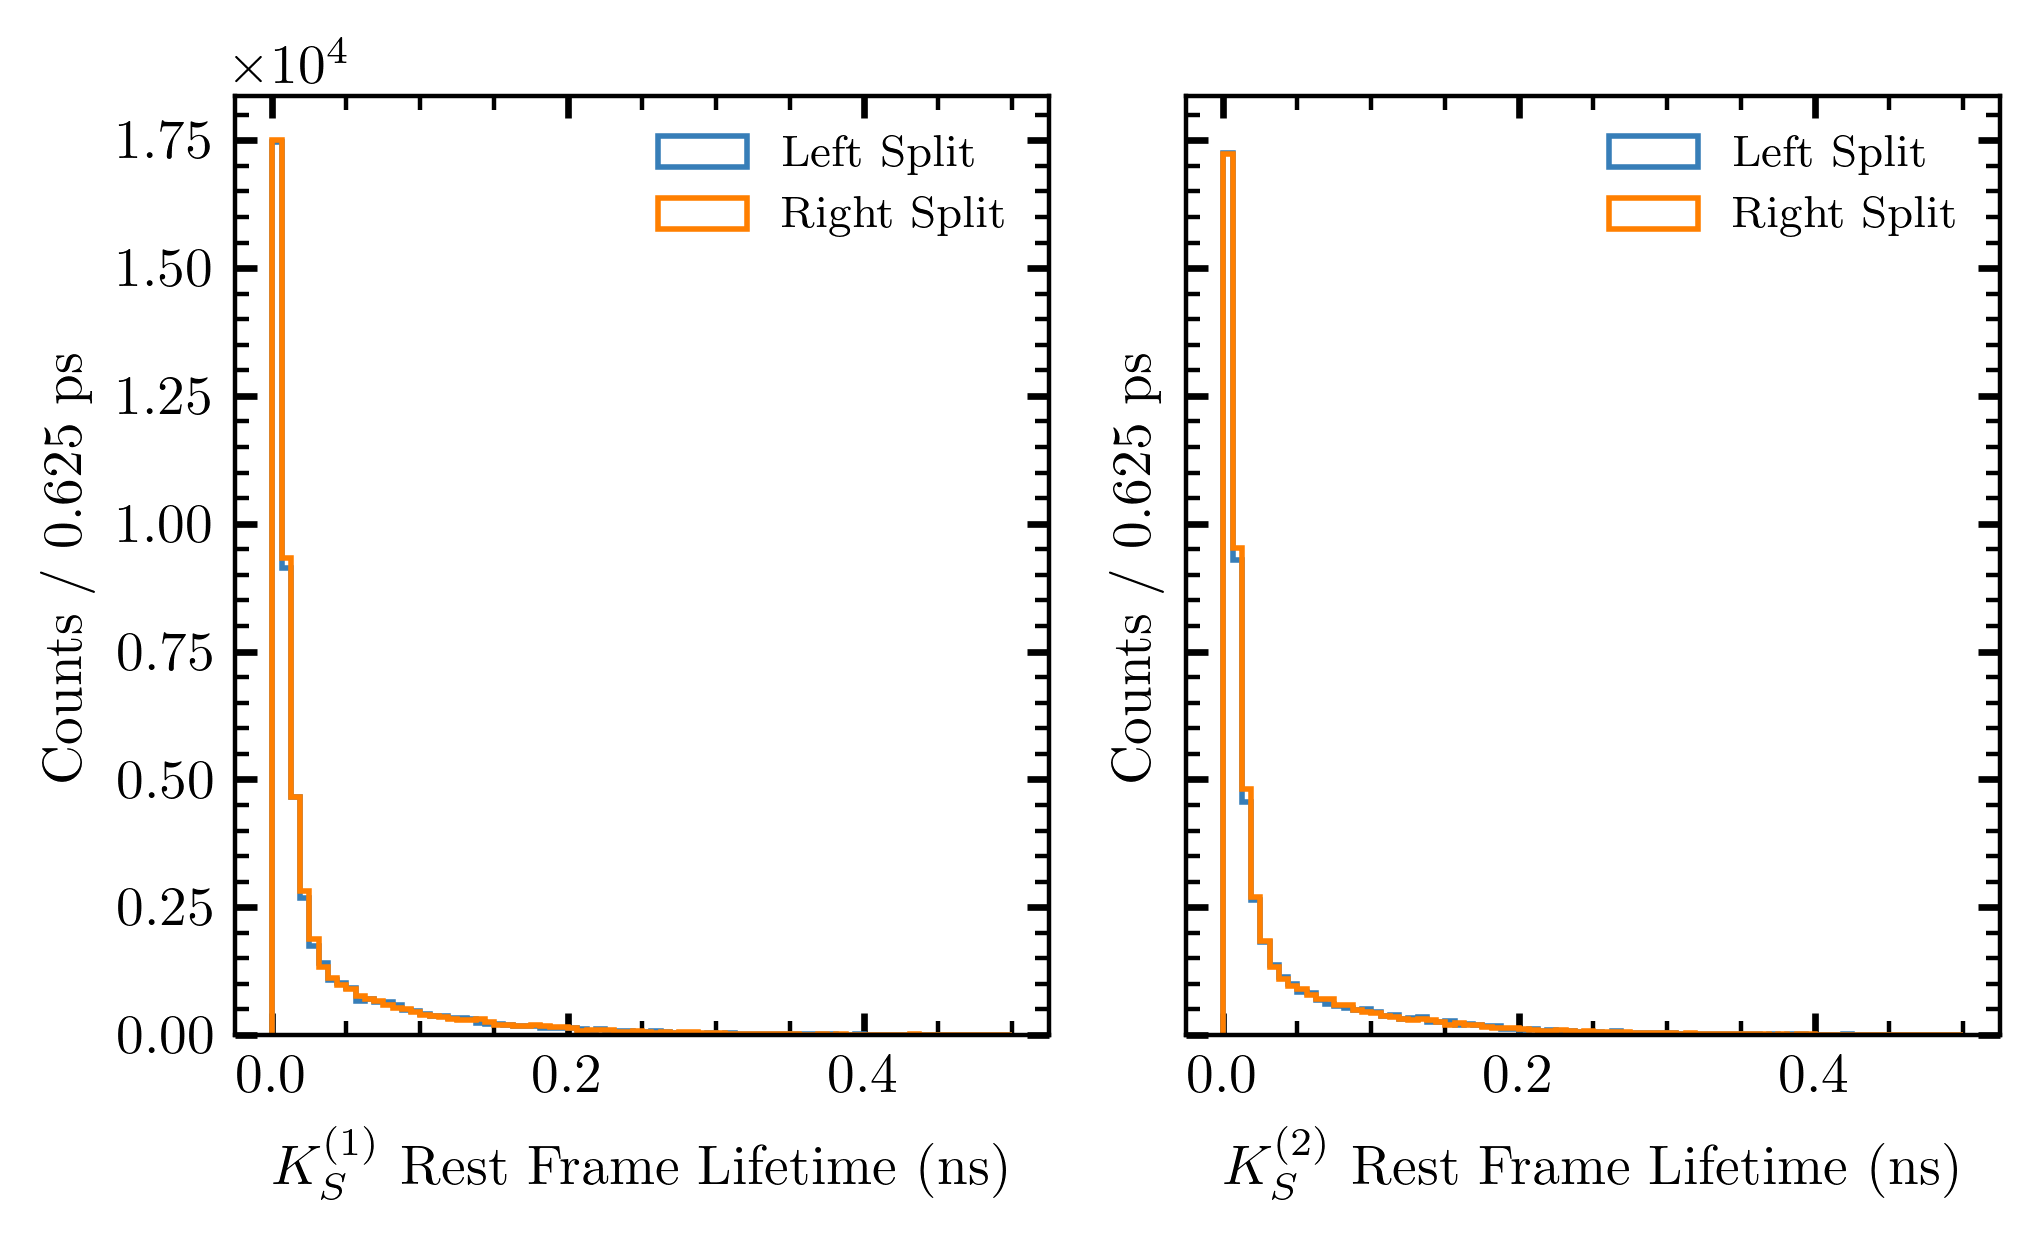 ×10⁴
1.75
1.50
1.25
1.00
0.75
0.50
0.25
0.00
Counts / 0.625 ps
Left Split
Right Split
0.0 0.2 0.4
K_S^(1) Rest Frame Lifetime (ns)
Counts / 0.625 ps
Left Split
Right Split
0.0 0.2 0.4
K_S^(2) Rest Frame Lifetime (ns)